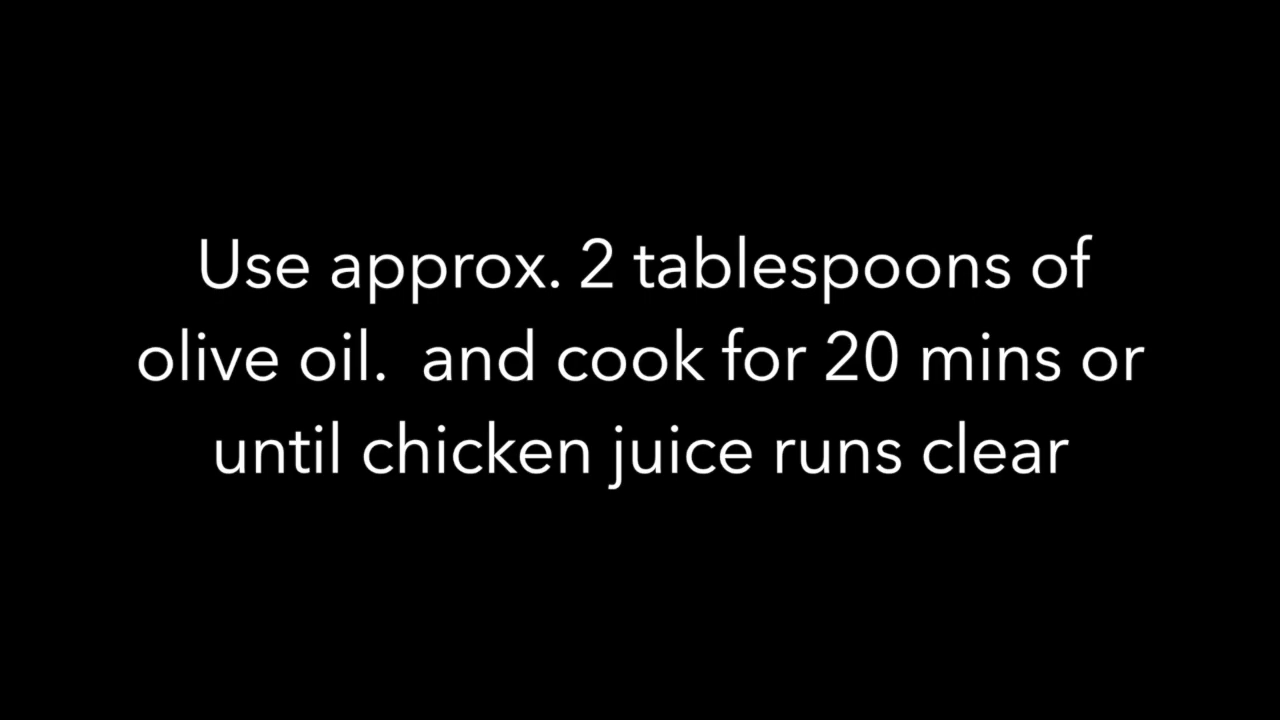 Use approx. 2 tablespoons of
olive oil.  and cook for 20 mins or
until chicken juice runs clear